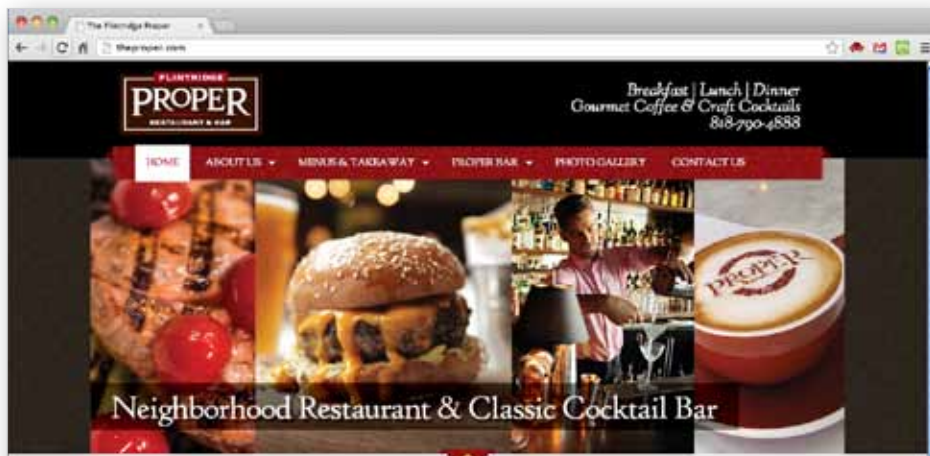 The Flintridge Proper
theproper.com
FLINTRIDGE
PROPER
RESTAURANT & BAR
Breakfast | Lunch | Dinner
Gourmet Coffee & Craft Cocktails
818-790-4888
HOME ABOUT US MENUS & TAKEAWAY PROPER BAR PHOTO GALLERY CONTACT US
PROPER
Neighborhood Restaurant & Classic Cocktail Bar